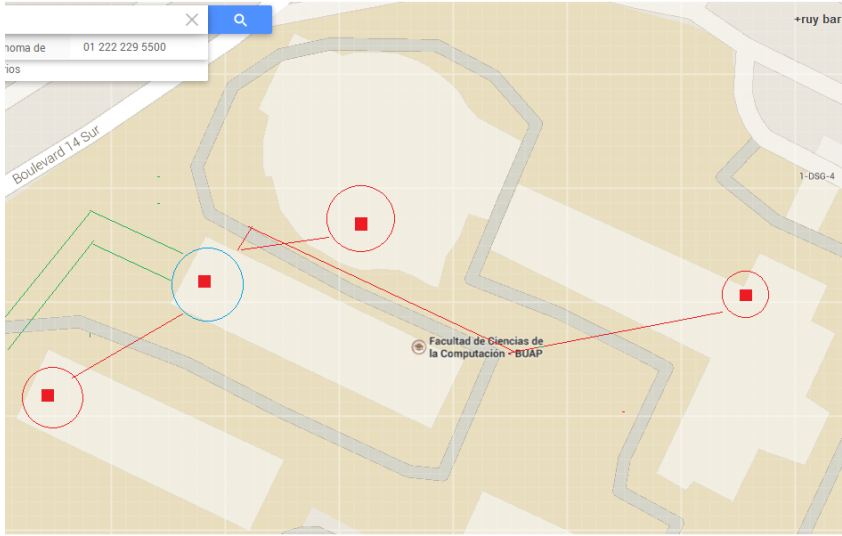 +ruy bar
noma de 01 222 229 5500
rios
Boulevard 14 Sur
1-DSG-4
Facultad de Ciencias de
la Computación - BUAP